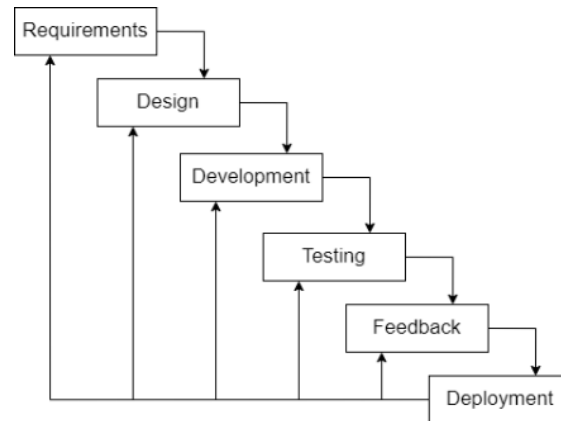 Requirements
Design
Development
Testing
Feedback
Deployment